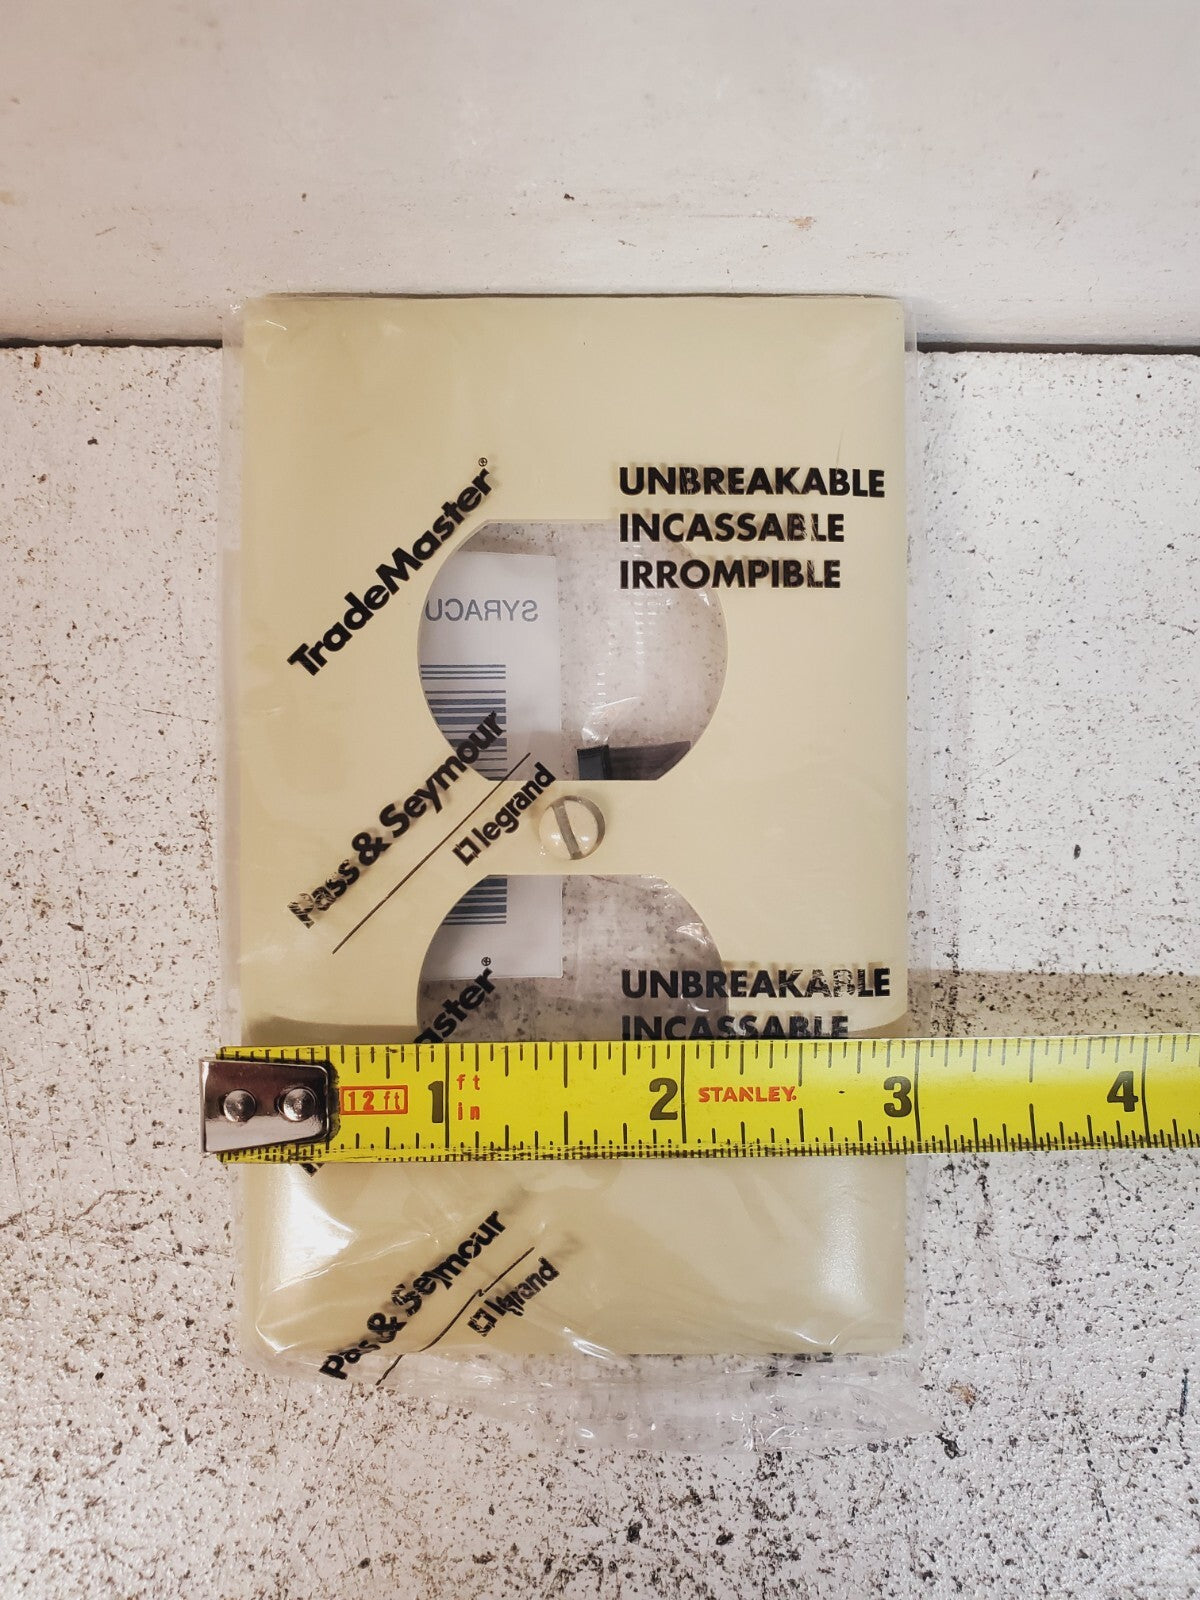 TradeMaster®
UNBREAKABLE
INCASSABLE
IRROMPIBLE
SYRACU
Pass & Seymour
legrand
aster®
UNBREAKABLE
INCASSABLE
12 ft
1
ft
in
2
STANLEY.
3
4
Pass & Seymour
legrand